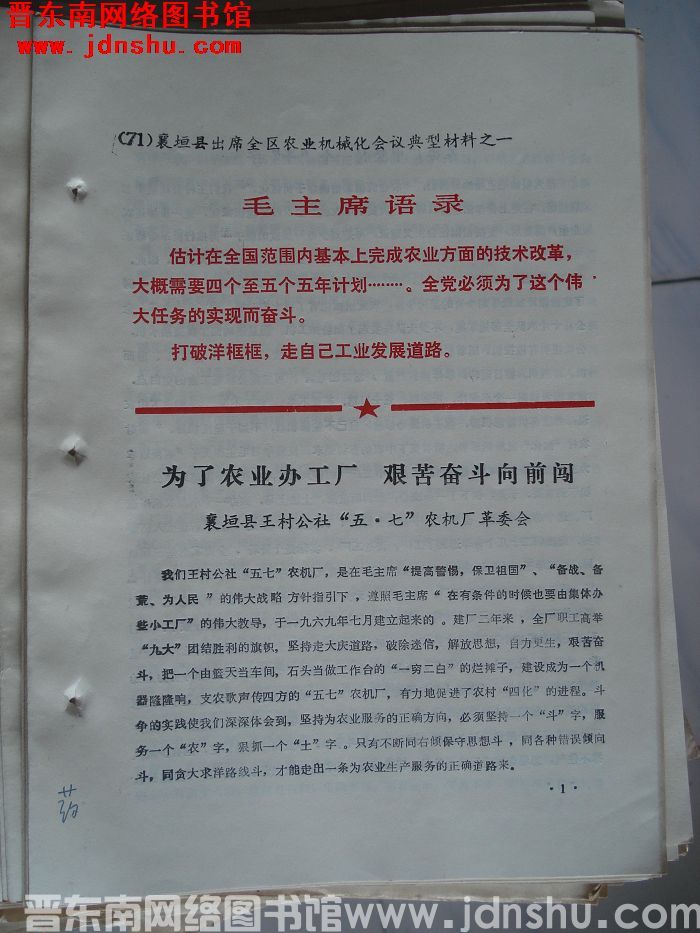 晋东南网络图书馆
www.jdnshu.com
(71)襄垣县出席全区农业机械化会议典型材料之一
毛主席语录
估计在全国范围内基本上完成农业方面的技术改革，
大概需要四个至五个五年计划········。全党必须为了这个伟
大任务的实现而奋斗。
打破洋框框，走自己工业发展道路。
为了农业办工厂 艰苦奋斗向前闯
襄垣县王村公社“五·七”农机厂革委会
我们王村公社“五七”农机厂，是在毛主席“提高警惕，保卫祖国”、“备战、备
荒、为人民”的伟大战略方针指引下，遵照毛主席“在有条件的时候也要由集体办
些小工厂”的伟大教导，于一九六九年七月建立起来的。建厂二年来，全厂职工高举
“九大”团结胜利的旗帜，坚持走大庆道路，破除迷信，解放思想，自力更生，艰苦奋
斗，把一个由篮天当车间，石头当做工作台的“一穷二白”的烂摊子，建设成为一个机
器隆隆响，支农歌声传四方的“五七”农机厂，有力地促进了农村“四化”的进程。斗
争的实践使我们深深体会到，坚持为农业服务的正确方向，必须坚持一个“斗”字，服
务一个“农”字，狠抓一个“土”字。只有不断同右倾保守思想斗，同各种错误倾向
斗，同贪大求洋路线斗，才能走出一条为农业生产服务的正确道路来。
·1·
晋东南网络图书馆www.jdnshu.com